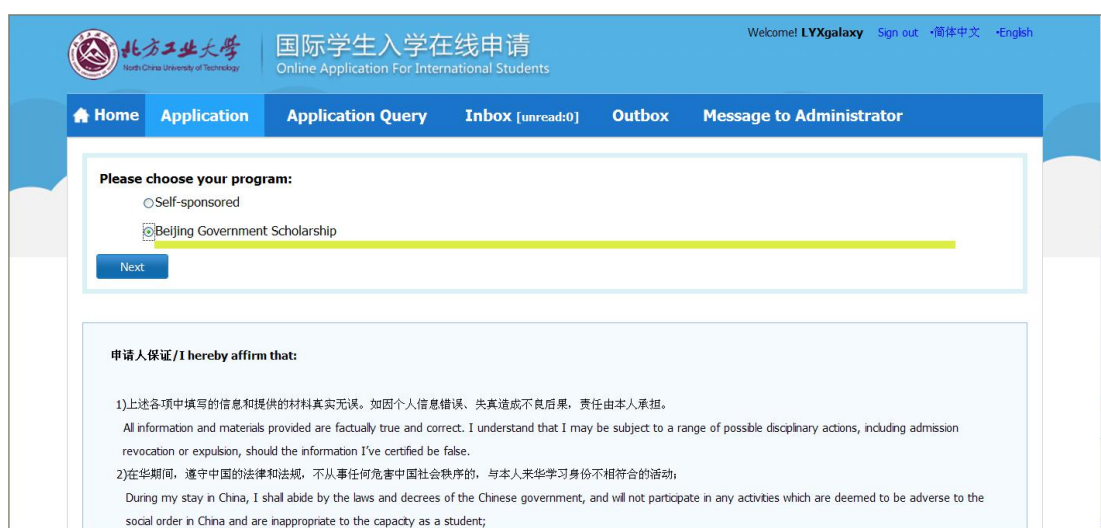 北方工业大学
North China University of Technology
国际学生入学在线申请
Online Application For International Students
Welcome! LYXgalaxy Sign out ·简体中文 ·English
Home Application Application Query Inbox [unread:0] Outbox Message to Administrator
Please choose your program:
Self-sponsored
Beijing Government Scholarship
Next
申请人保证/I hereby affirm that:
1)上述各项中填写的信息和提供的材料真实无误。如因个人信息错误、失真造成不良后果，责任由本人承担。
All information and materials provided are factually true and correct. I understand that I may be subject to a range of possible disciplinary actions, including admission
revocation or expulsion, should the information I've certified be false.
2)在华期间，遵守中国的法律和法规，不从事任何危害中国社会秩序的，与本人来华学习身份不相符合的活动；
During my stay in China, I shall abide by the laws and decrees of the Chinese government, and will not participate in any activities which are deemed to be adverse to the
social order in China and are inappropriate to the capacity as a student;